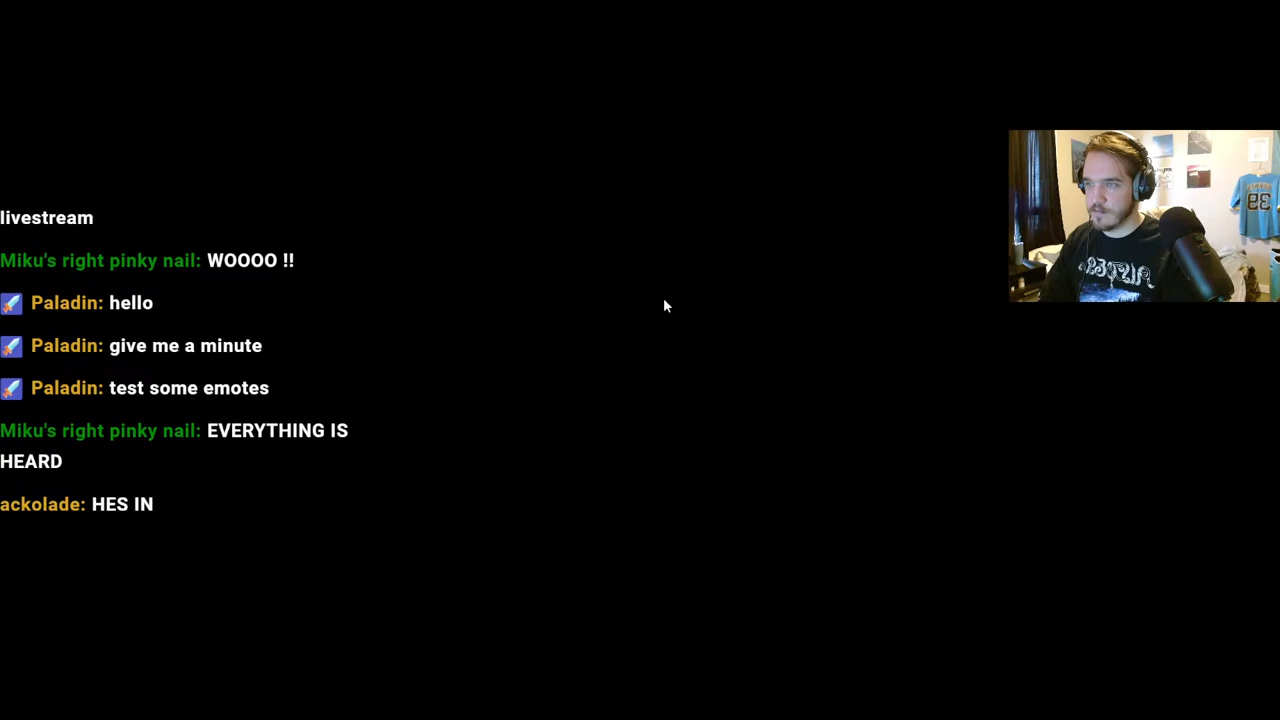 livestream
Miku's right pinky nail: WOOOO !!
Paladin: hello
Paladin: give me a minute
Paladin: test some emotes
Miku's right pinky nail: EVERYTHING IS
HEARD
ackolade: HES IN